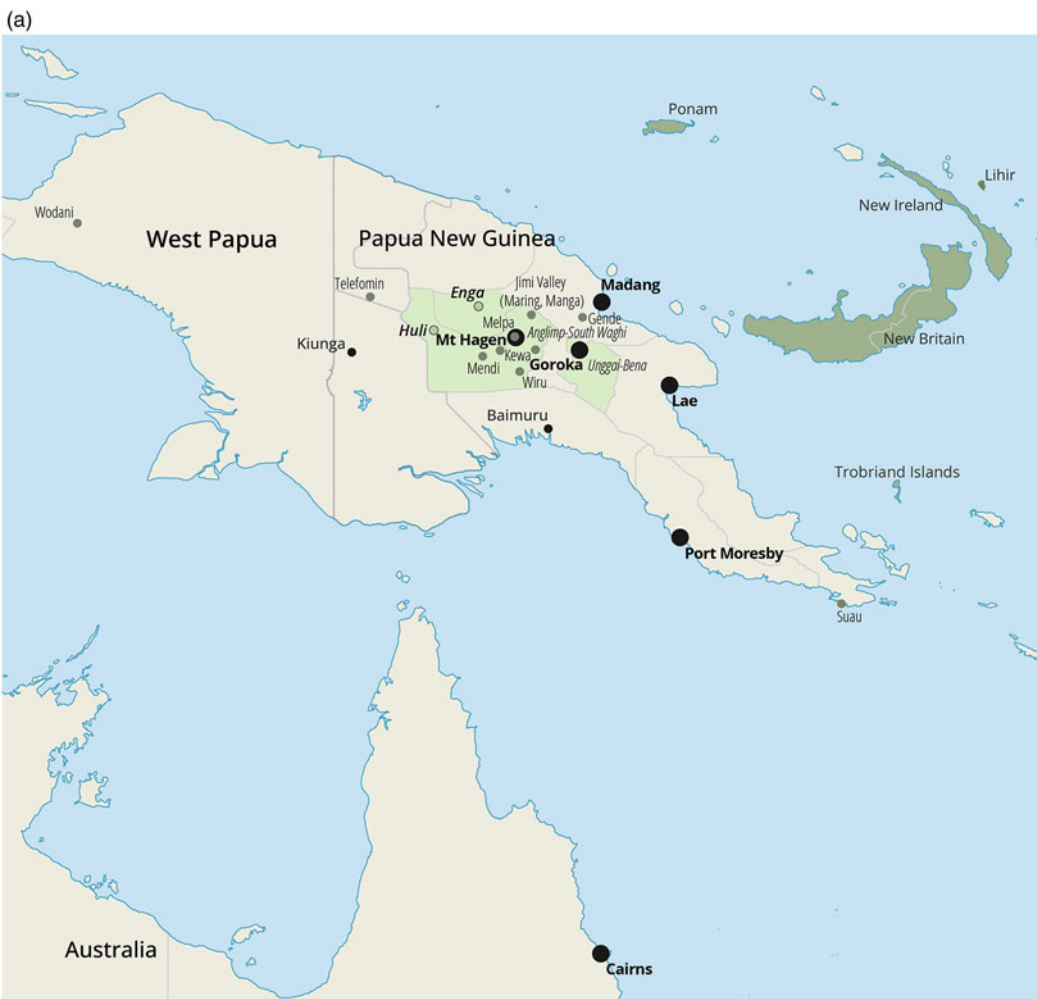 (a)
Ponam
Lihir
New Ireland
Wodani
West Papua
Papua New Guinea
Telefomin
Jimi Valley
(Maring, Manga)
Madang
Enga
Gende
Huli
Melpa
Anglimp-South Waghi
Mt Hagen
Kiunga
Kewa
New Britain
Mendi
Goroka
Unggai-Bena
Wiru
Lae
Baimuru
Trobriand Islands
Port Moresby
Suau
Australia
Cairns